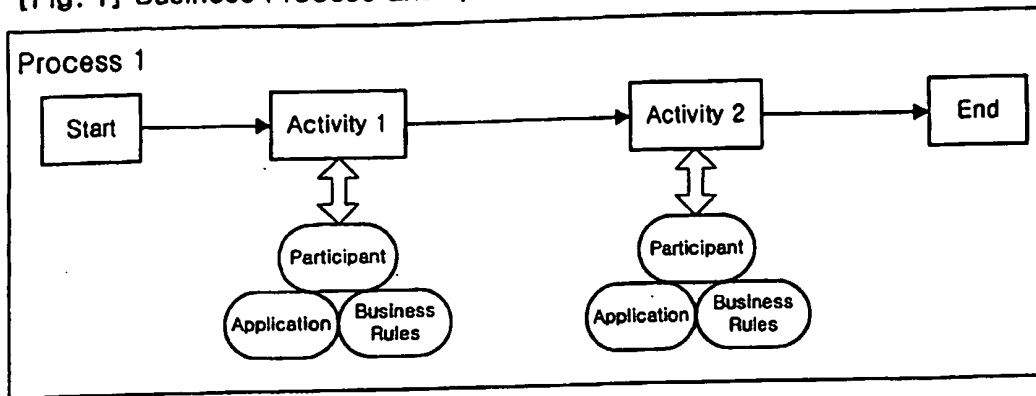 [Fig. 1] Business Process
Process 1
Start
Activity 1
Activity 2
End
Participant
Application
Business
Rules
Participant
Application
Business
Rules